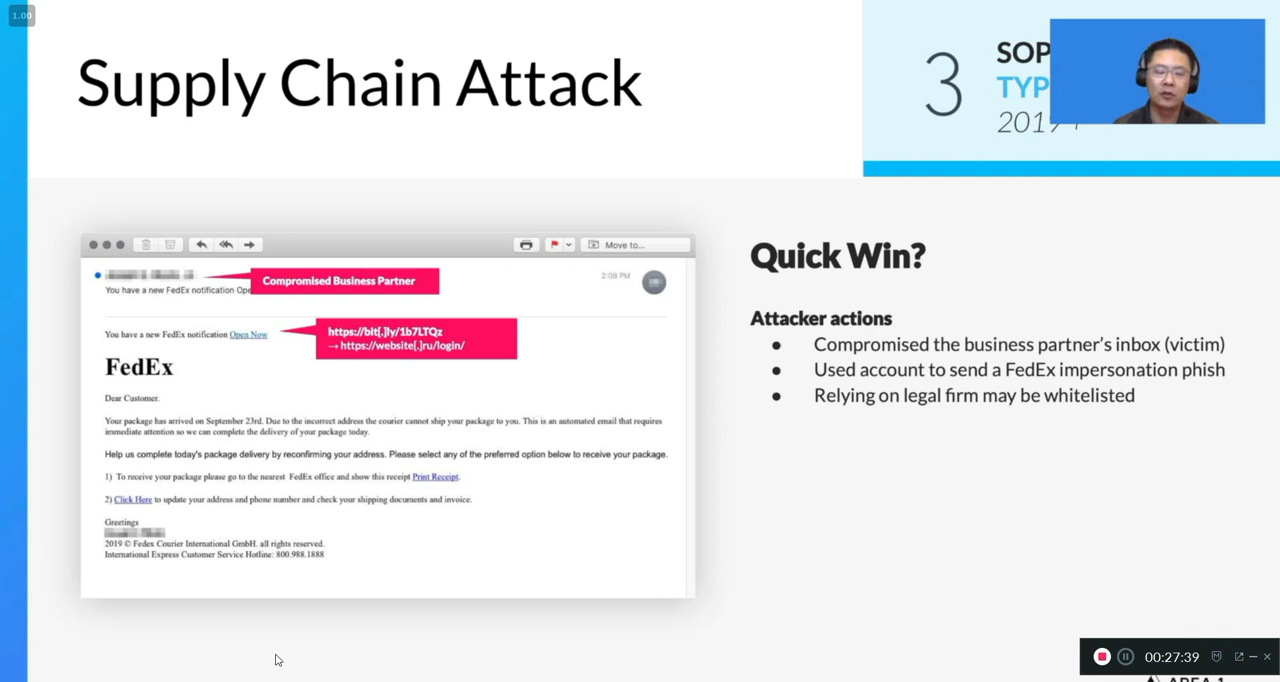 1.00
Supply Chain Attack
3
SOP
TYP
2019
Move to...
Compromised Business Partner
2:08 PM
You have a new FedEx notification Ope
You have a new FedEx notification Open Now
https://bit[.]ly/1b7LTQz
→ https://website[.]ru/login/
FedEx
Dear Customer.
Your package has arrived on September 23rd. Due to the incorrect address the courier cannot ship your package to you. This is an automated email that requires
immediate attention so we can complete the delivery of your package today.
Help us complete today's package delivery by reconfirming your address. Please select any of the preferred option below to receive your package.
1) To receive your package please go to the nearest FedEx office and show this receipt Print Receipt.
2) Click Here to update your address and phone number and check your shipping documents and invoice.
Greetings
2019 © Fedex Courier International GmbH. all rights reserved.
International Express Customer Service Hotline: 800.988.1888
Quick Win?
Attacker actions
● Compromised the business partner's inbox (victim)
● Used account to send a FedEx impersonation phish
● Relying on legal firm may be whitelisted
00:27:39
AREA 1